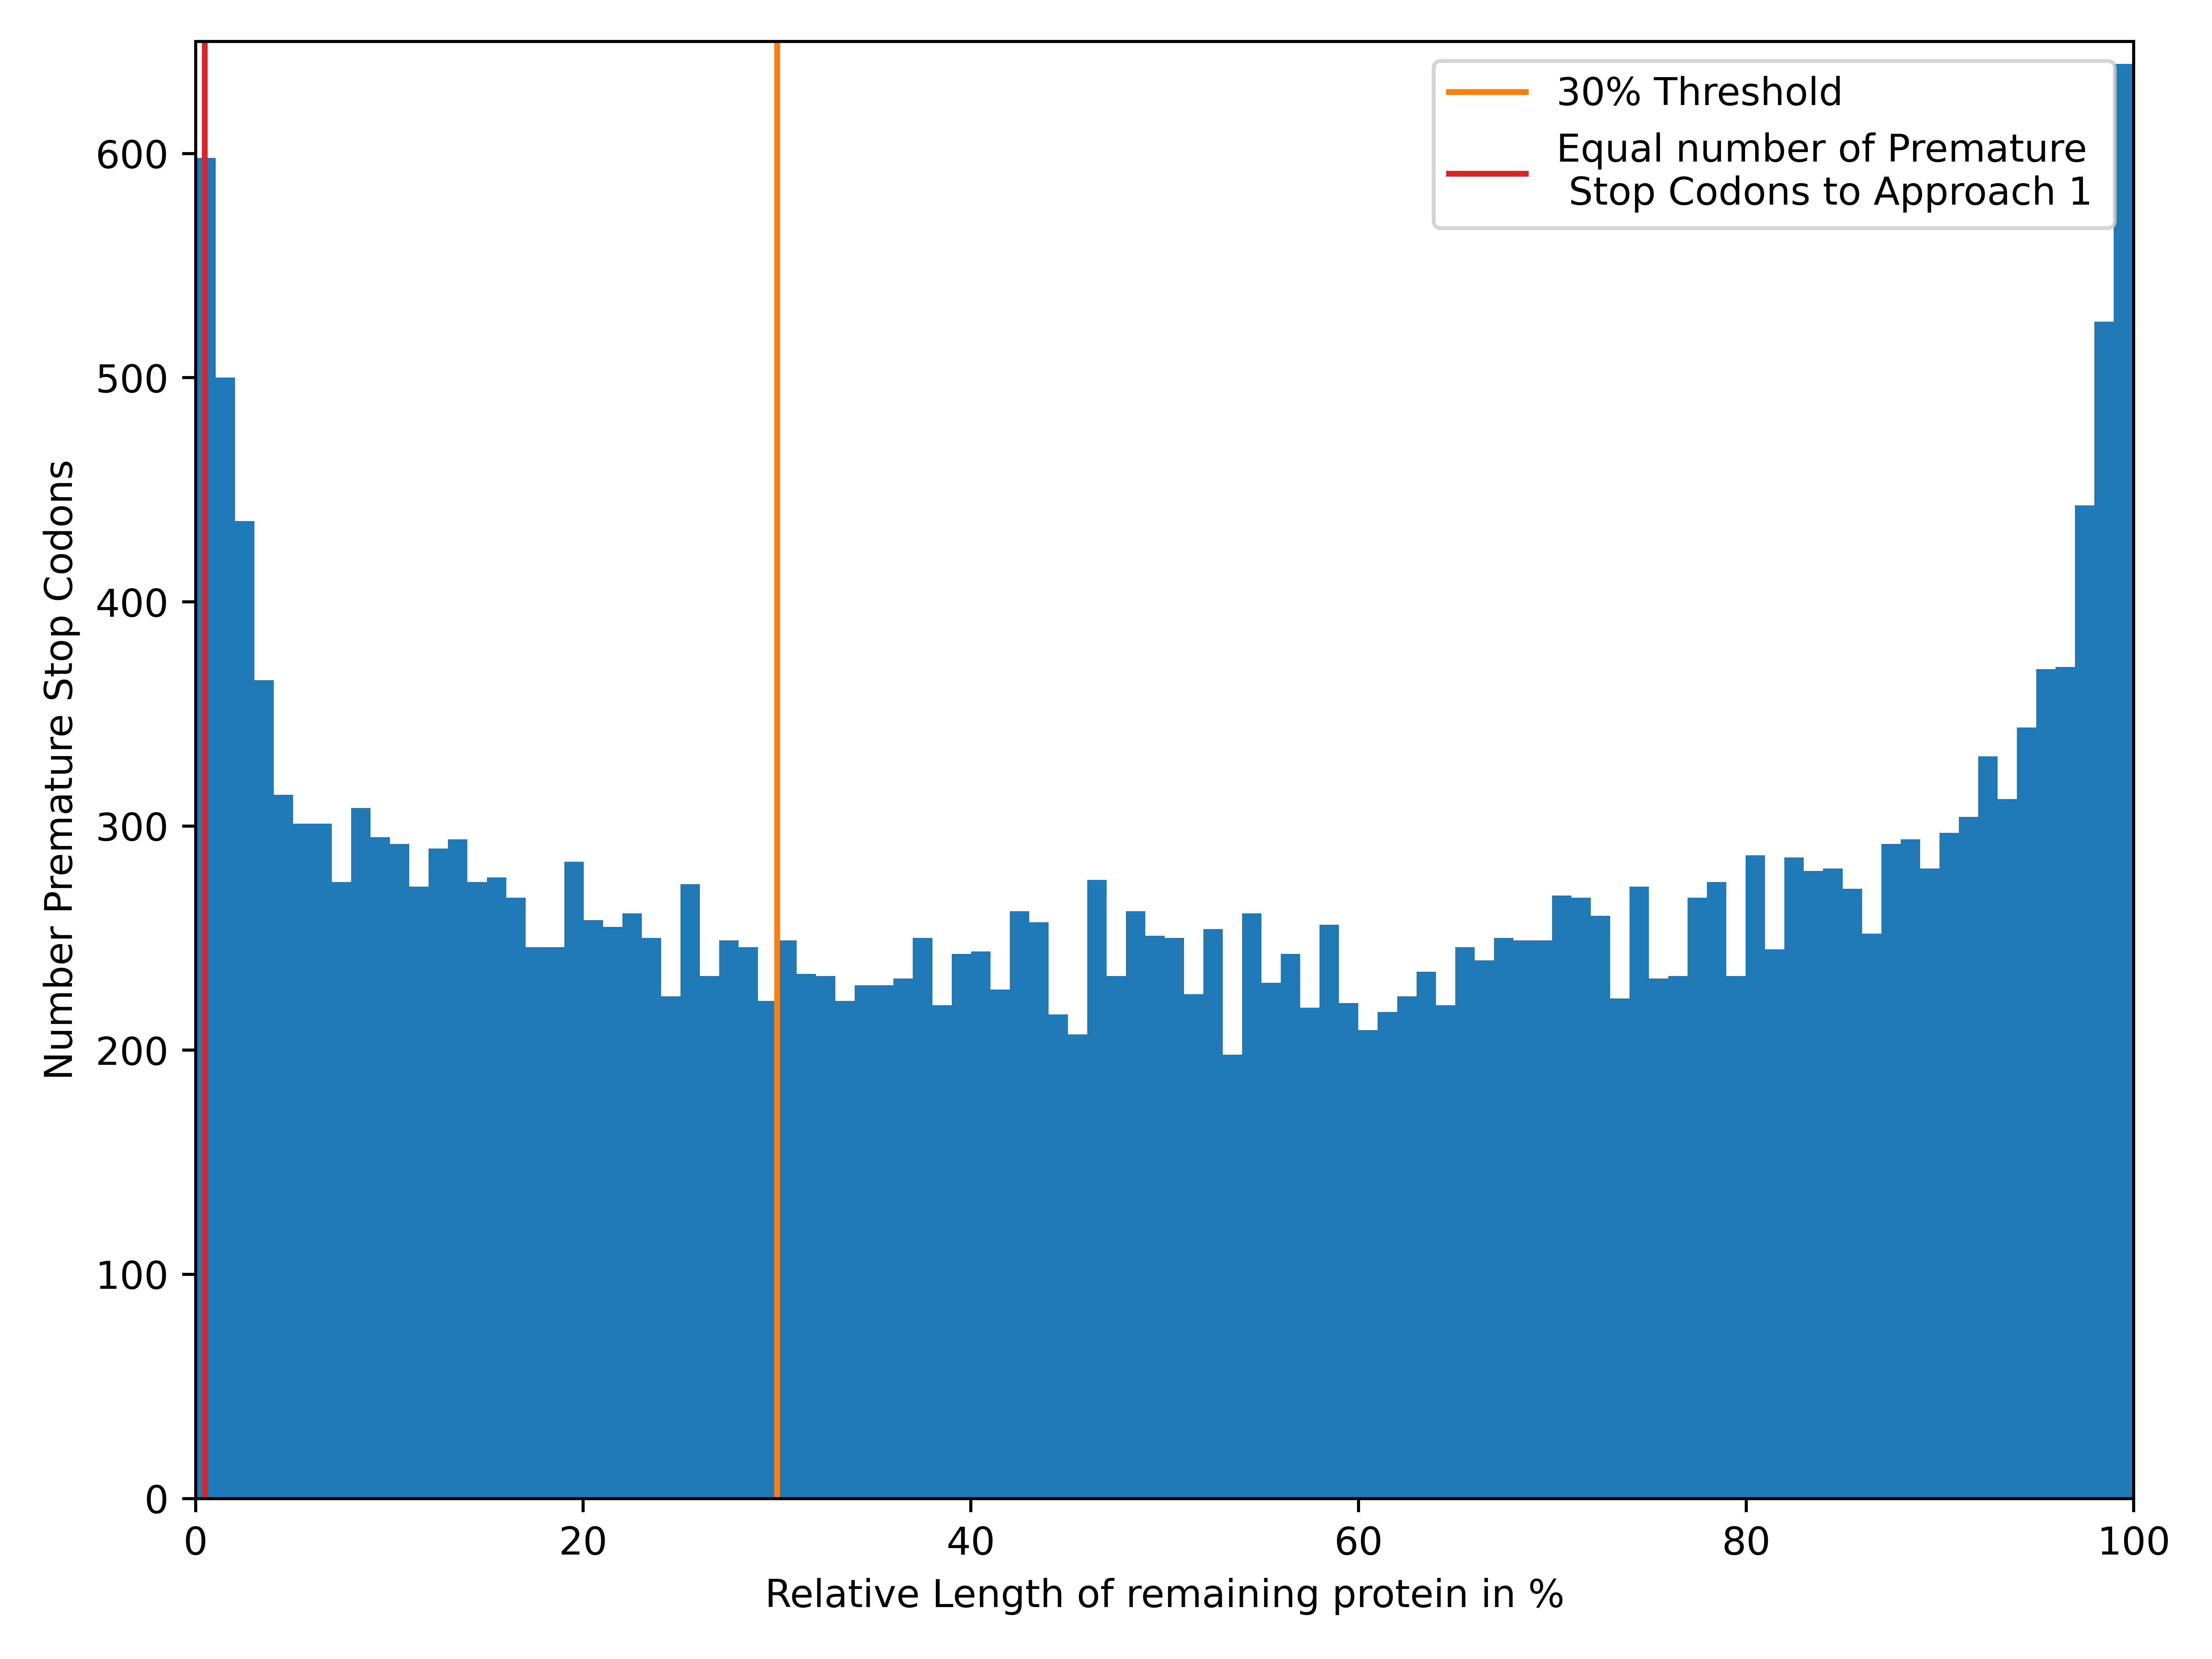 30% Threshold
Equal number of Premature
Stop Codons to Approach 1
Number Premature Stop Codons
600
500
400
300
200
100
0
0 20 40 60 80 100
Relative Length of remaining protein in %